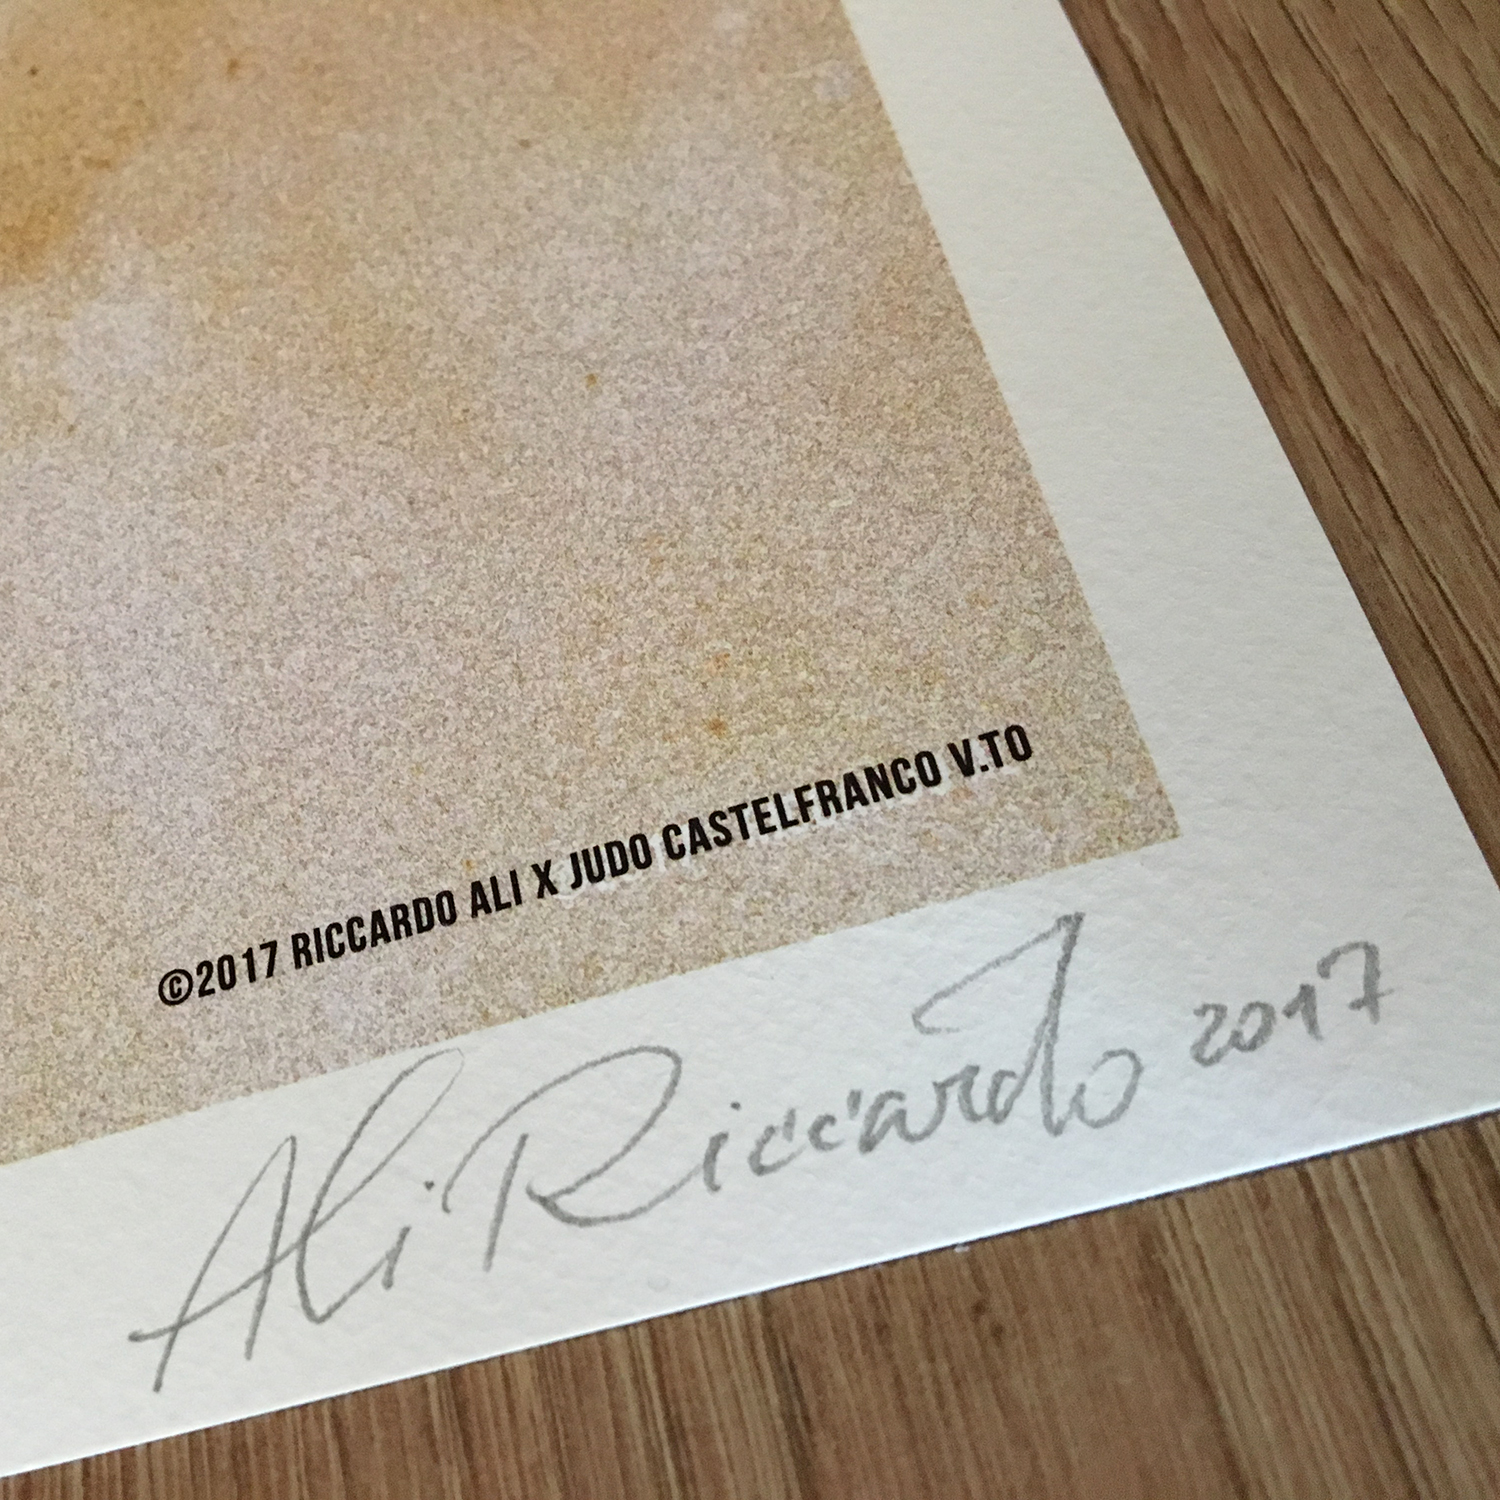 ©2017 RICCARDO ALI X JUDO CASTELFRANCO V.TO
Ali Riccardo 2017